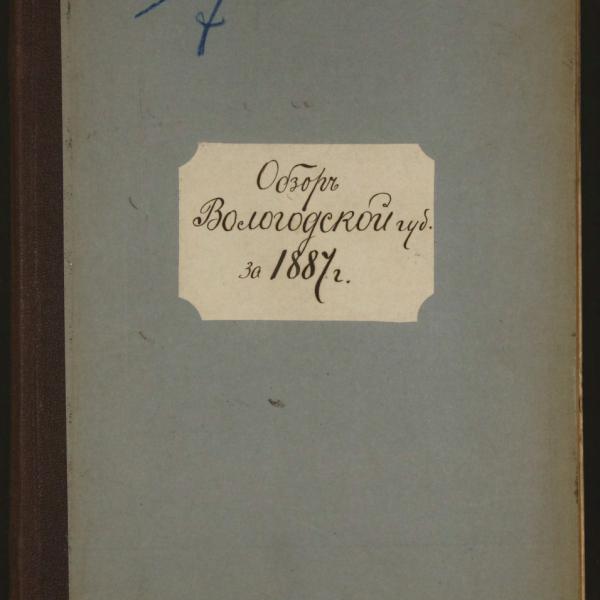 Обзоръ
Вологодской губ.
за 1887 г.